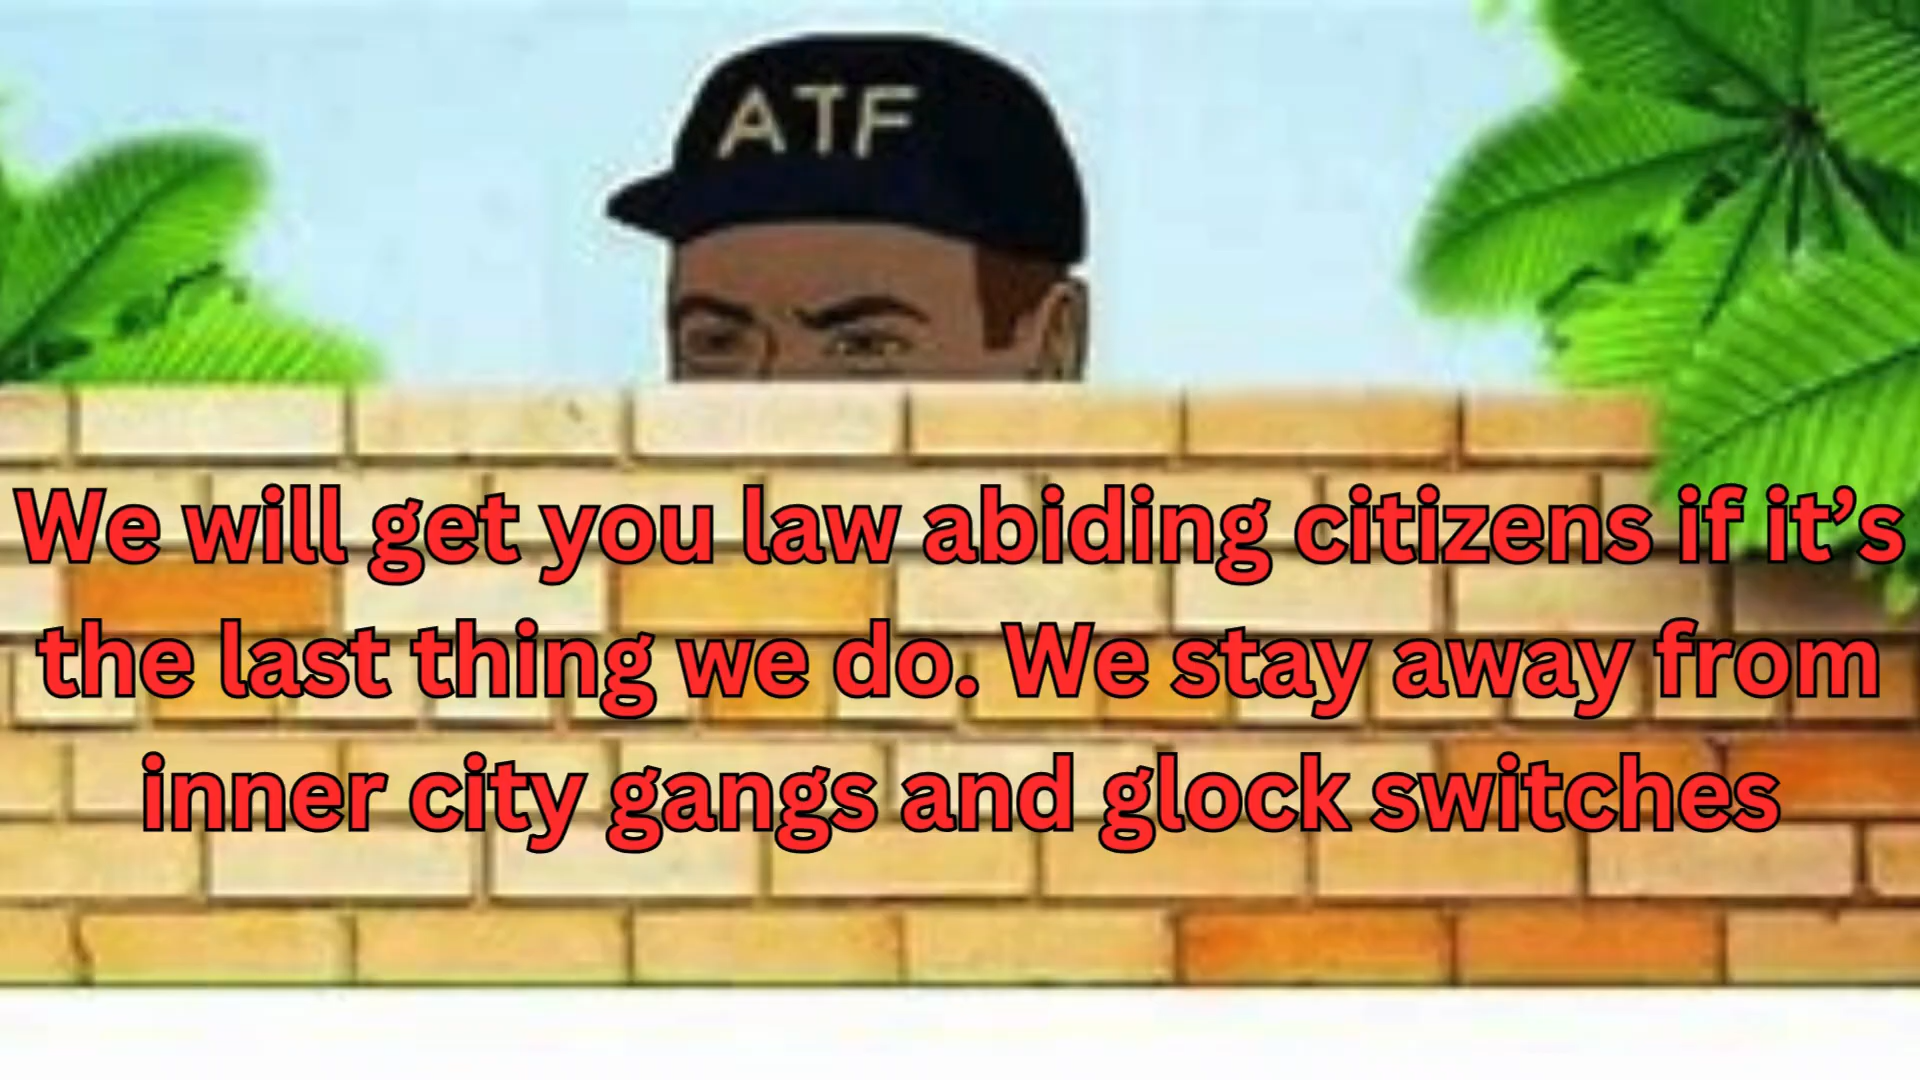 ATF
We will get you law abiding citizens if it’s
the last thing we do. We stay away from
inner city gangs and glock switches